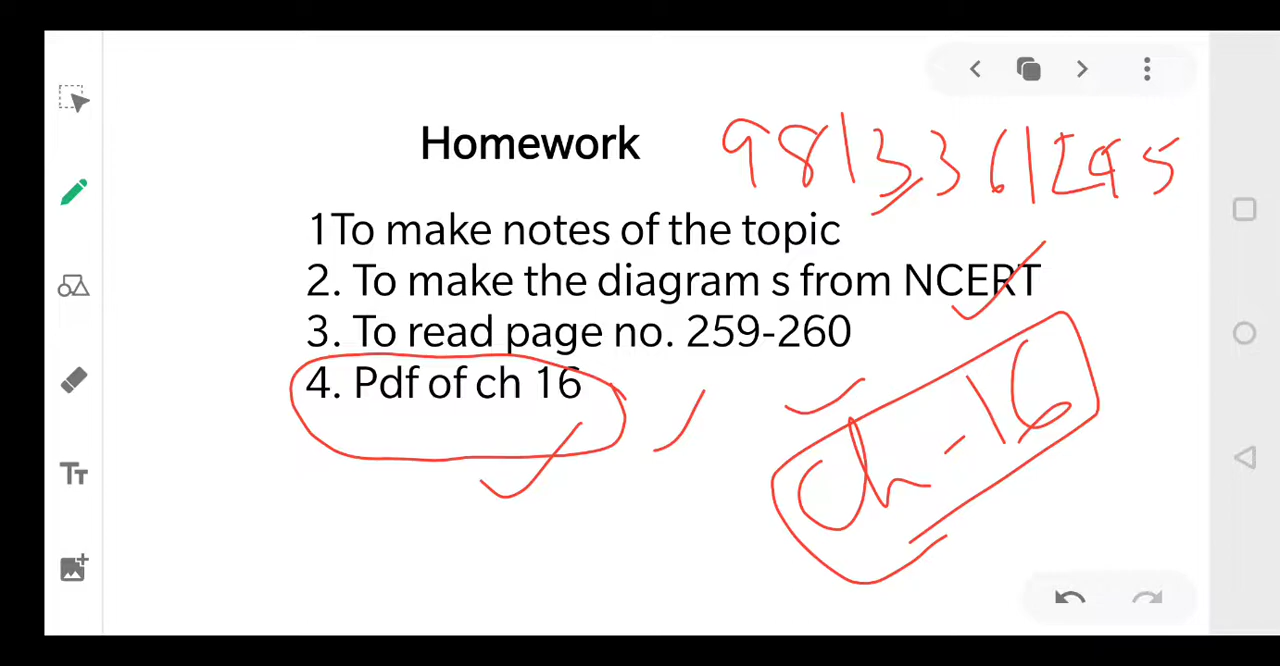 Homework
1To make notes of the topic
2. To make the diagram s from NCERT
3. To read page no. 259-260
4. Pdf of ch 16
ch-16